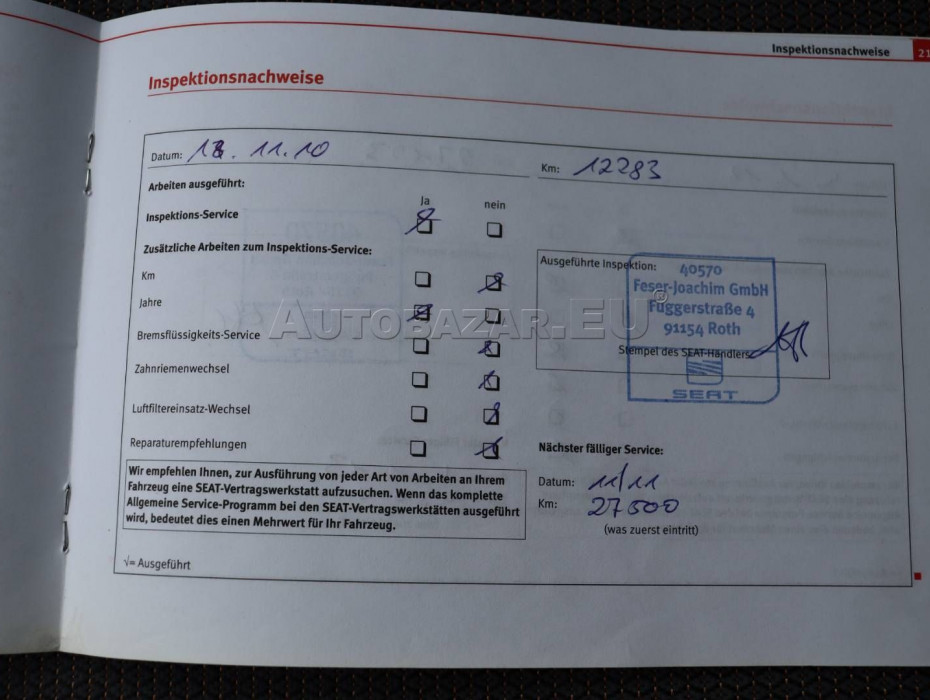 Inspektionsnachweise 21
Inspektionsnachweise
Datum: 18.11.10
Km: 12283
Arbeiten ausgeführt:
Ja nein
Inspektions-Service
Zusätzliche Arbeiten zum Inspektions-Service:
Km
Jahre
Bremsflüssigkeits-Service
Zahnriemenwechsel
Luftfiltereinsatz-Wechsel
Reparaturempfehlungen
Ausgeführte Inspektion:
40570
Feser-Joachim GmbH
Fuggerstraße 4
91154 Roth
Stempel des SEAT-Händlers
SEAT
AUTOBAZAR.EU®
Wir empfehlen Ihnen, zur Ausführung von jeder Art von Arbeiten an Ihrem
Fahrzeug eine SEAT-Vertragswerkstatt aufzusuchen. Wenn das komplette
Allgemeine Service-Programm bei den SEAT-Vertragswerkstätten ausgeführt
wird, bedeutet dies einen Mehrwert für Ihr Fahrzeug.
Nächster fälliger Service:
Datum: 11/11
Km: 27500
(was zuerst eintritt)
√= Ausgeführt